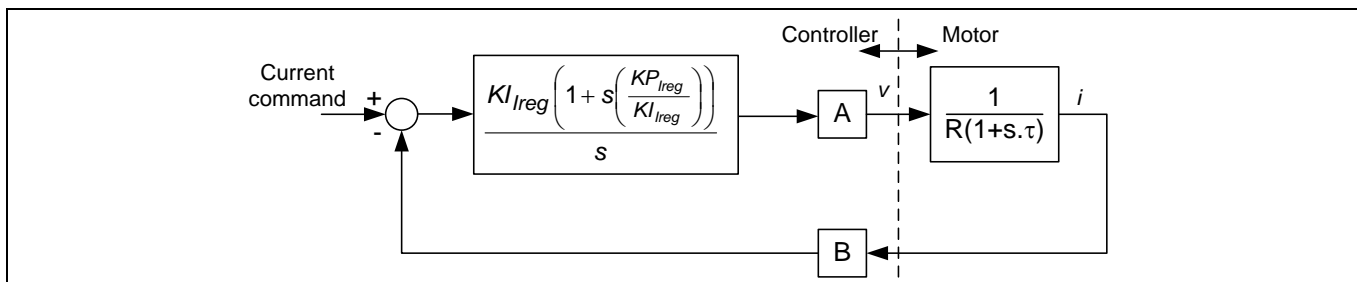 Controller Motor
Current
command
+
-
KI_Ireg(1+s(KP_Ireg/KI_Ireg))
s
A
v
1
R(1+s.τ)
i
B